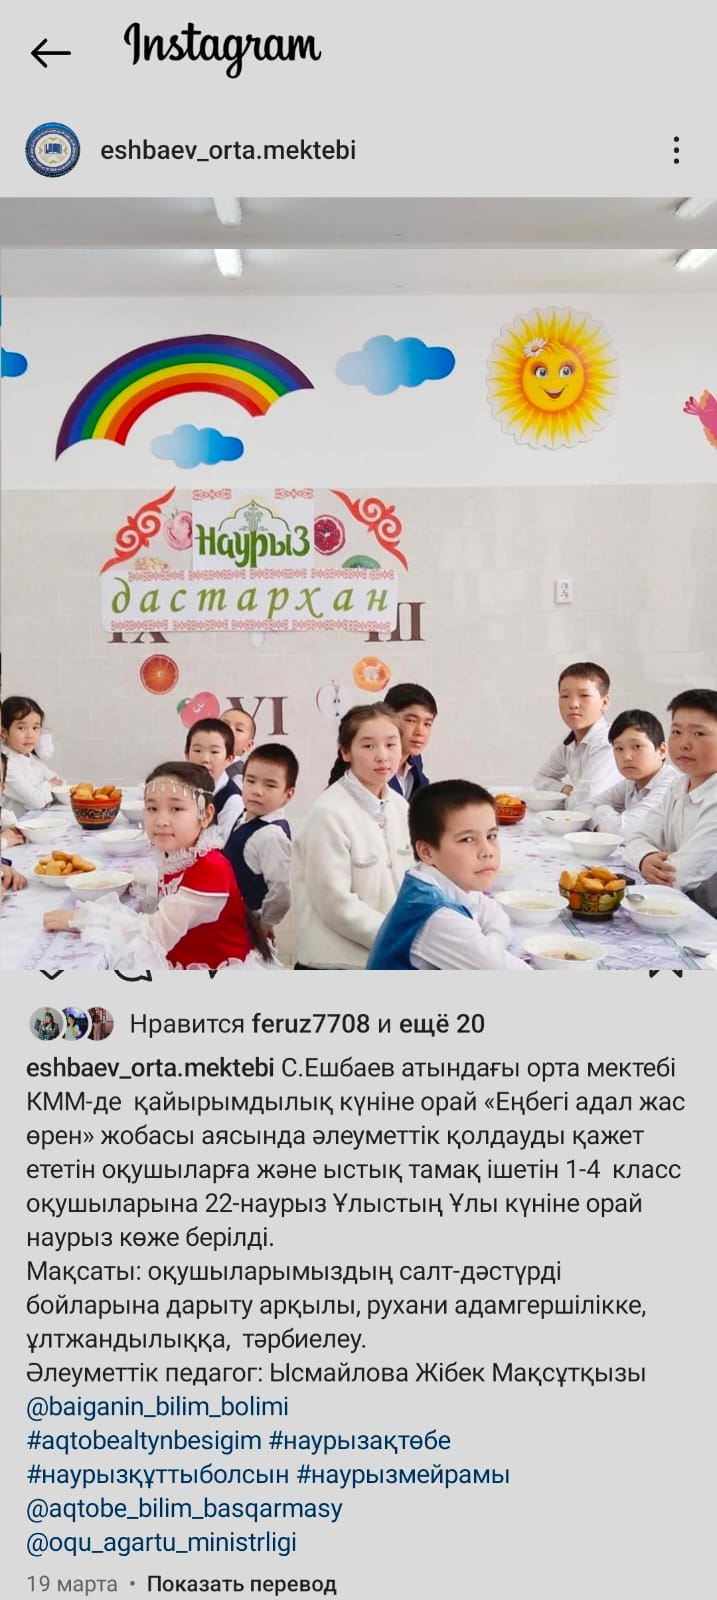 Instagram
eshbaev_orta.mektebi
Наурыз
дастархан
IX
III
VI
Нравится feruz7708 и ещё 20
eshbaev_orta.mektebi С.Ешбаев атындағы орта мектебі
КММ-де қайырымдылық күніне орай «Еңбегі адал жас
өрен» жобасы аясында әлеуметтік қолдауды қажет
ететін оқушыларға және ыстық тамақ ішетін 1-4 класс
оқушыларына 22-наурыз Ұлыстың Ұлы күніне орай
наурыз көже берілді.
Мақсаты: оқушыларымыздың салт-дәстүрді
бойларына дарыту арқылы, рухани адамгершілікке,
ұлтжандылыққа, тәрбиелеу.
Әлеуметтік педагог: Ысмайлова Жібек Мақсұтқызы
@baiganin_bilim_bolimi
#aqtobealtynbesigim #наурызақтөбе
#наурызқұттыболсын #наурызмейрамы
@aqtobe_bilim_basqarmasy
@oqu_agartu_ministrligi
19 марта • Показать перевод